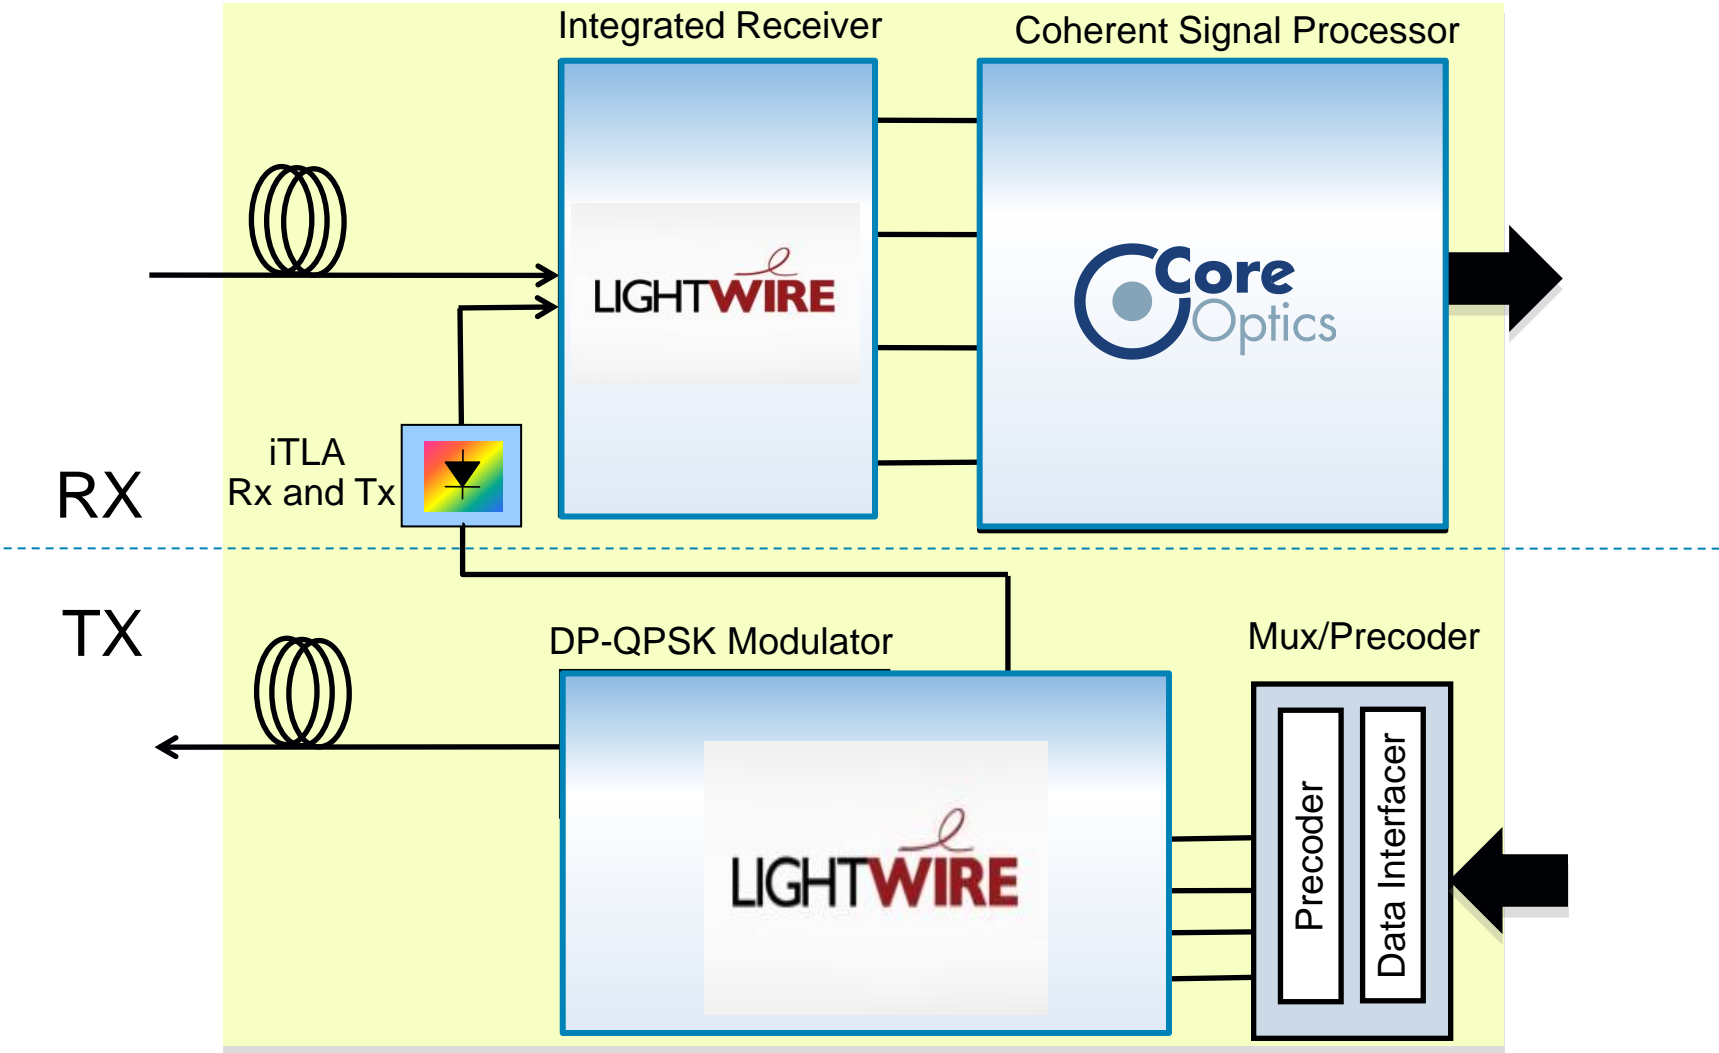 Integrated Receiver
Coherent Signal Processor
LIGHTWIRE
Core
Optics
iTLA
Rx and Tx
RX
TX
DP-QPSK Modulator
Mux/Precoder
LIGHTWIRE
Precoder
Data Interfacer